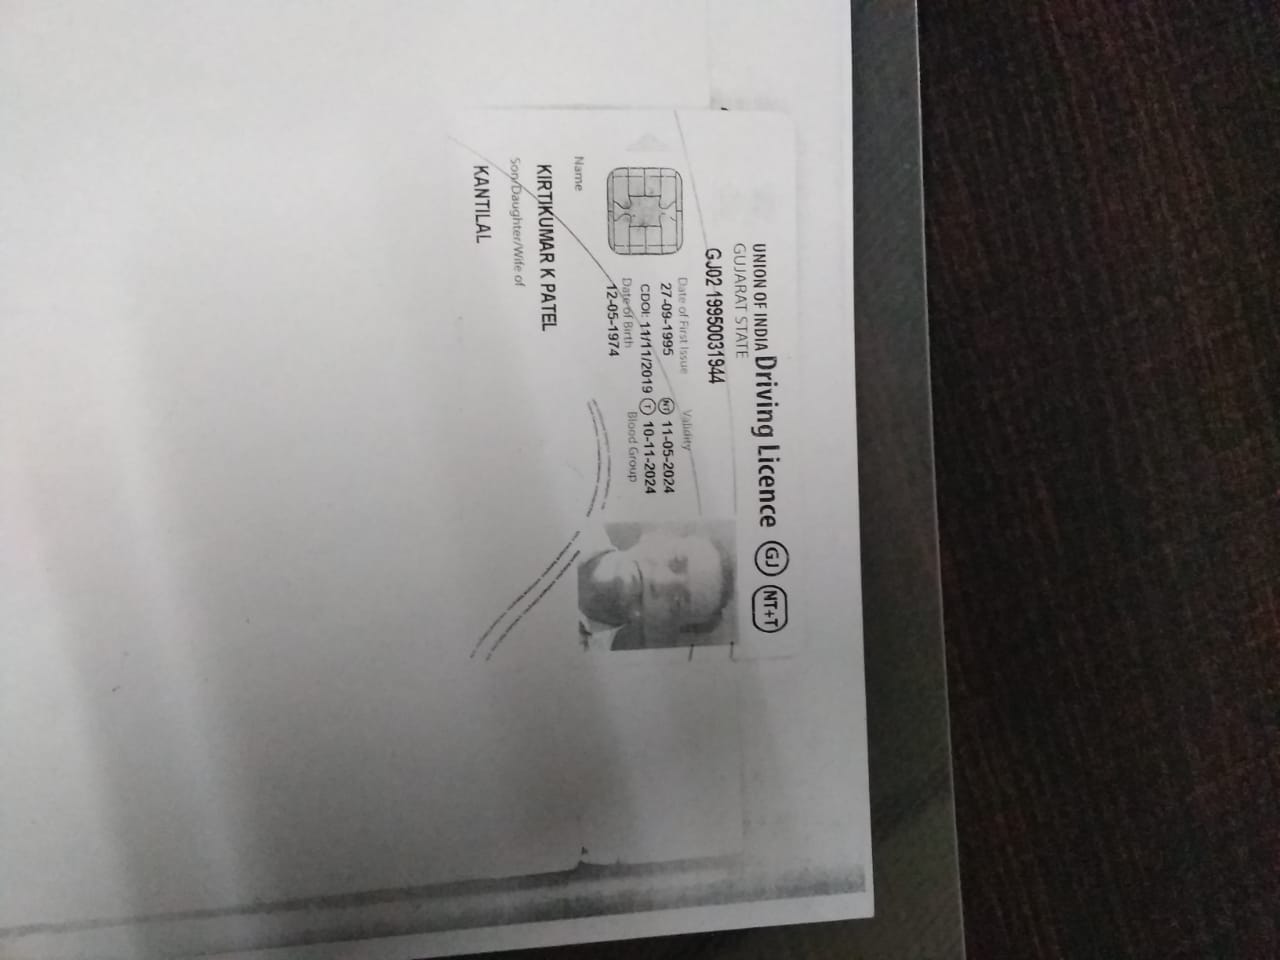 UNION OF INDIA Driving Licence GJ NT+T
GUJARAT STATE
GJ02 19950031944
Date of First Issue Validity
27-09-1995 NT 11-05-2024
CDOI: 11/11/2019 T 10-11-2024
Date of Birth Blood Group
12-05-1974
Name
KIRTIKUMAR K PATEL
Son/Daughter/Wife of
KANTILAL